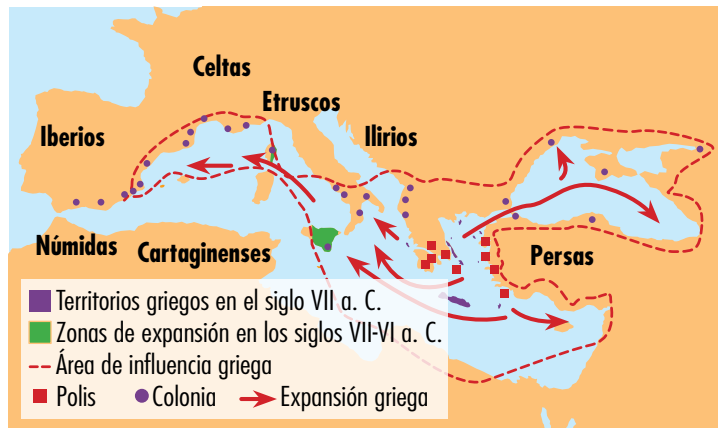 Celtas
Etruscos
Iberios
Ilirios
Númidas
Cartaginenses
Persas
Territorios griegos en el siglo VII a. C.
Zonas de expansión en los siglos VII-VI a. C.
Área de influencia griega
Polis
Colonia
Expansión griega